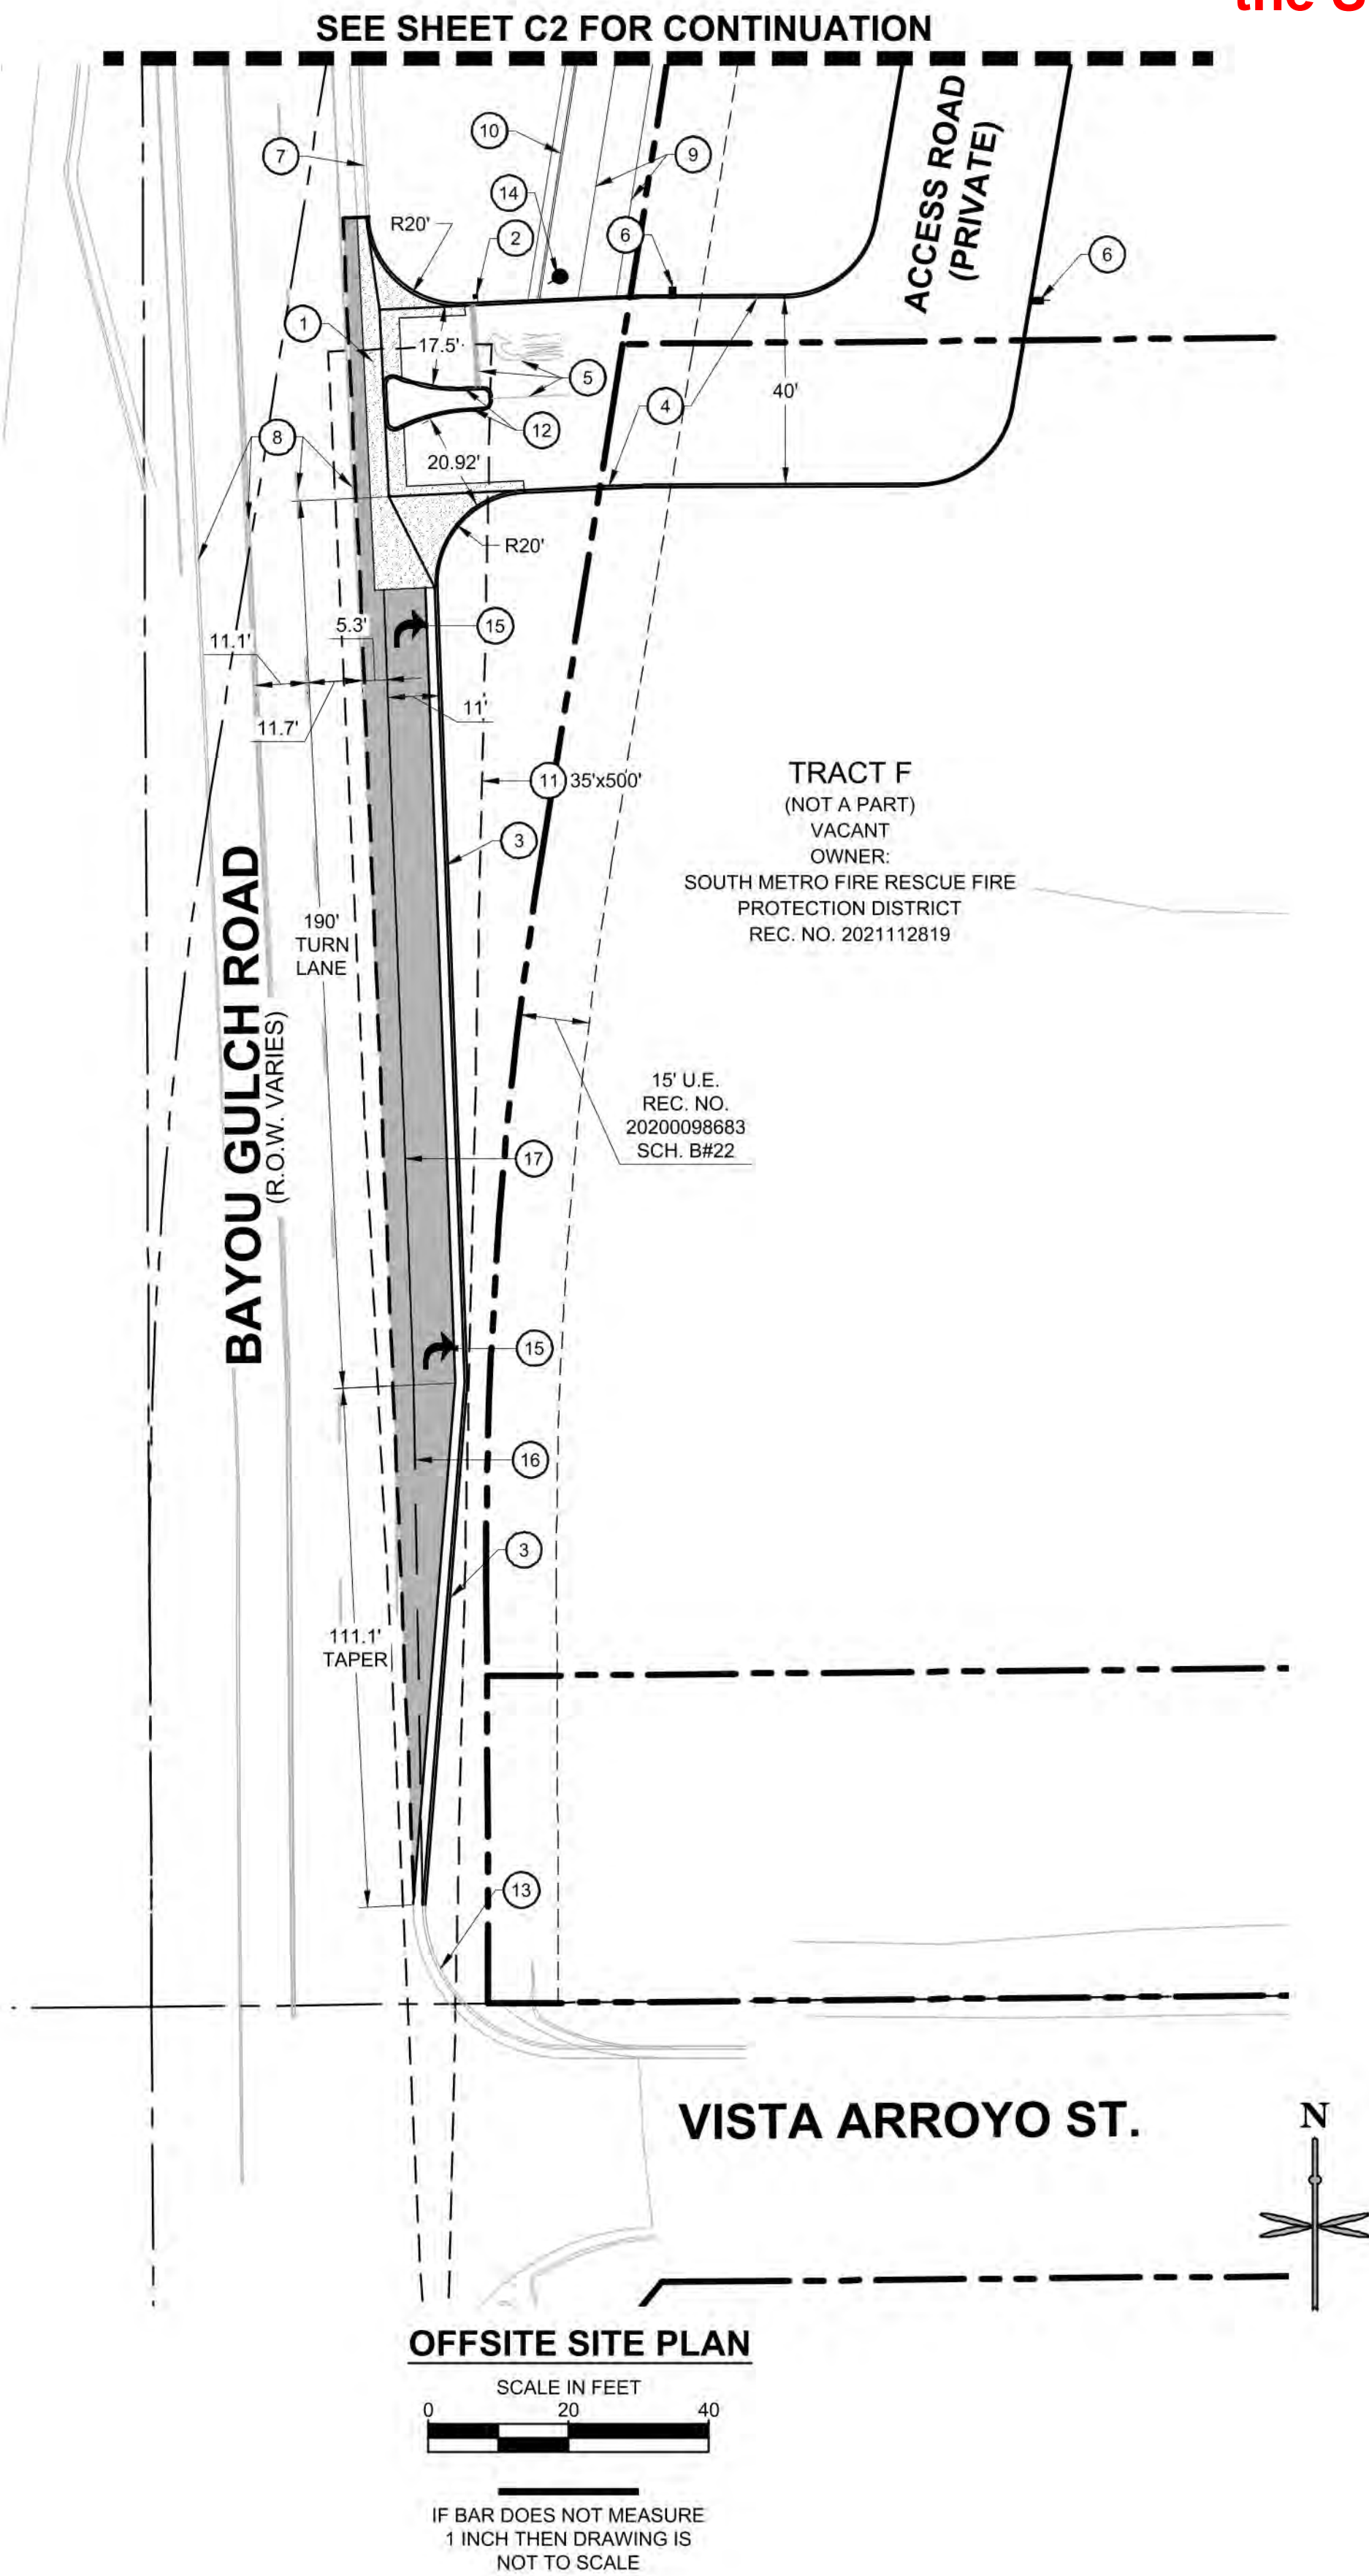 the S
SEE SHEET C2 FOR CONTINUATION
10
7
9
14
R20'
2
6
ACCESS ROAD
(PRIVATE)
6
1
17.5'
5
40'
4
12
8
20.92'
R20'
15
5.3'
11.1'
11'
11.7'
11 35'x500'
TRACT F
(NOT A PART)
VACANT
OWNER:
SOUTH METRO FIRE RESCUE FIRE
PROTECTION DISTRICT
REC. NO. 2021112819
3
190'
TURN
LANE
BAYOU GULCH ROAD
(R.O.W. VARIES)
15' U.E.
REC. NO.
20200098683
SCH. B#22
17
15
16
3
111.1'
TAPER
13
VISTA ARROYO ST.
N
OFFSITE SITE PLAN
SCALE IN FEET
0 20 40
IF BAR DOES NOT MEASURE
1 INCH THEN DRAWING IS
NOT TO SCALE